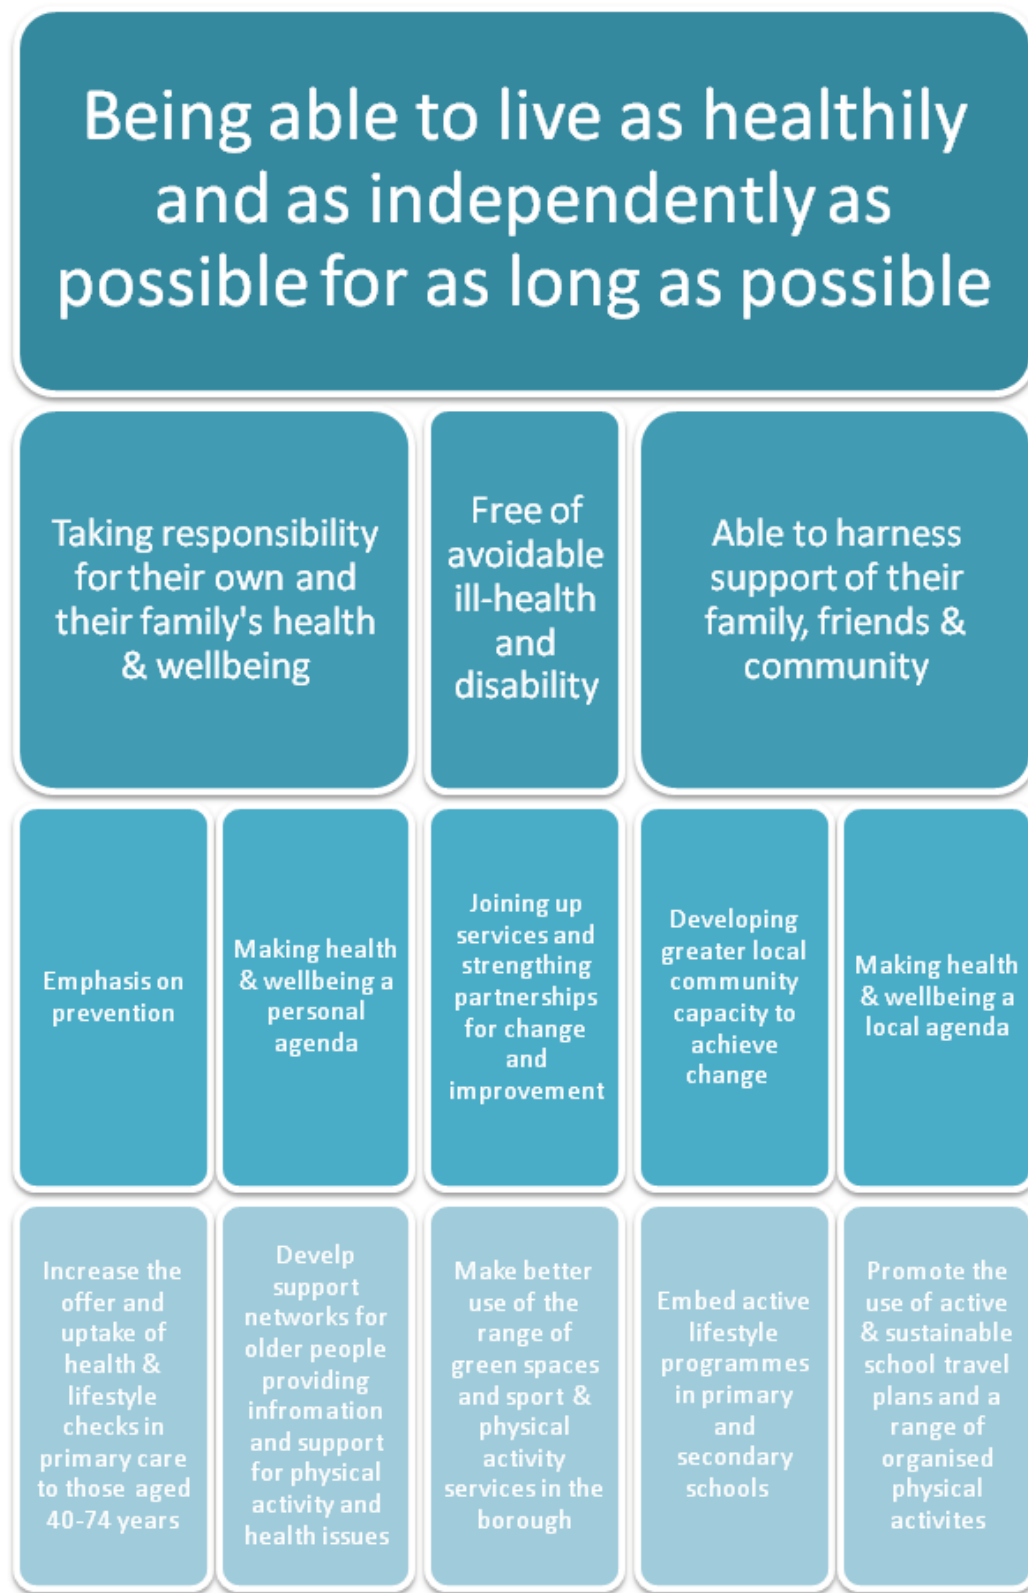 Being able to live as healthily
and as independently as
possible for as long as possible
Taking responsibility
for their own and
their family's health
& wellbeing
Free of
avoidable
ill-health
and
disability
Able to harness
support of their
family, friends &
community
Emphasis on
prevention
Making health
& wellbeing a
personal
agenda
Joining up
services and
strengthing
partnerships
for change
and
improvement
Developing
greater local
community
capacity to
achieve
change
Making health
& wellbeing a
local agenda
Increase the
offer and
uptake of
health &
lifestyle
checks in
primary care
to those aged
40-74 years
Develp
support
networks for
older people
providing
infromation
and support
for physical
activity and
health issues
Make better
use of the
range of
green spaces
and sport &
physical
activity
services in the
borough
Embed active
lifestyle
programmes
in primary
and
secondary
schools
Promote the
use of active
& sustainable
school travel
plans and a
range of
organised
physical
activites